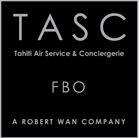 TASC
Tahiti Air Service & Conciergerie
FBO
A ROBERT WAN COMPANY